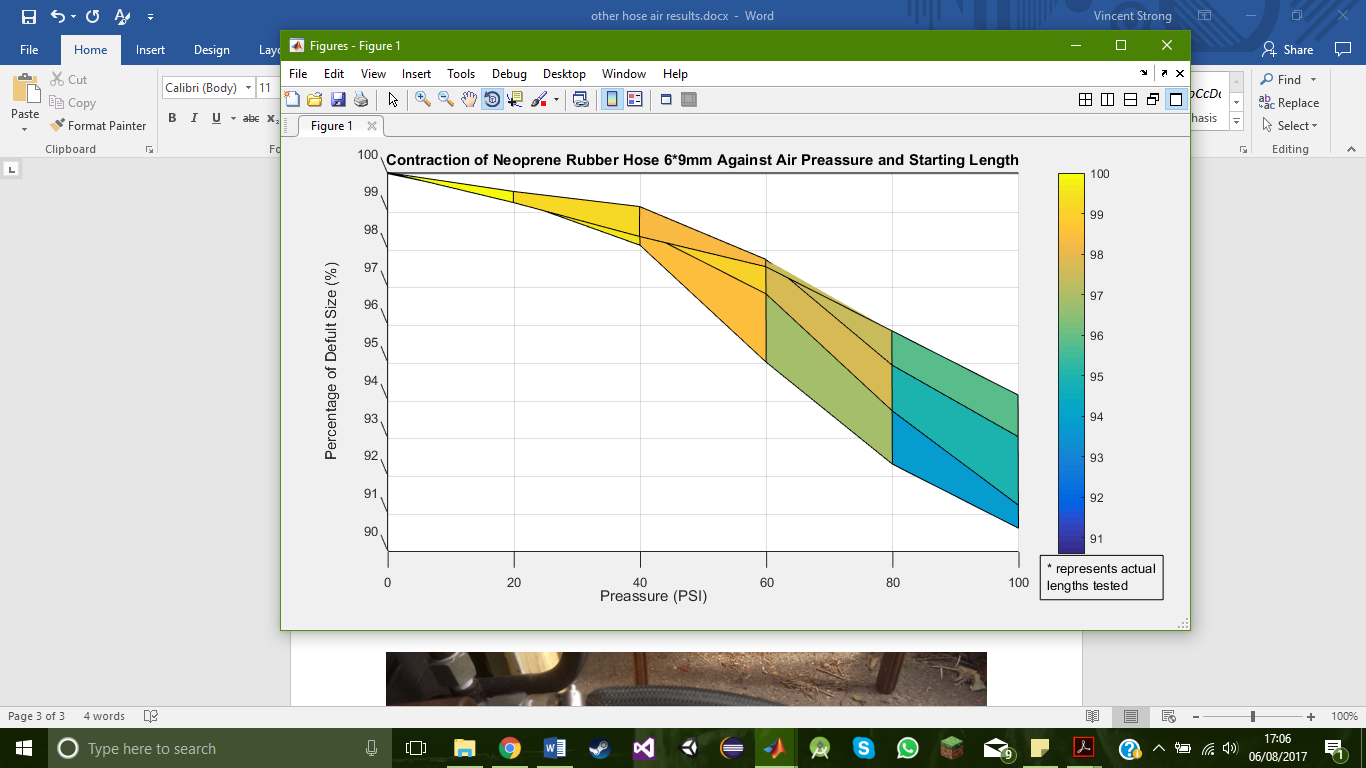 other hose air results.docx - Word
Vincent Strong
File Home Insert Design
Share
Cut
Copy
Paste
Format Painter
Clipboard
Calibri (Body) 11
B I U abc x₂
Find
Replace
Select
Editing
Figures - Figure 1
File Edit View Insert Tools Debug Desktop Window Help
Figure 1
Contraction of Neoprene Rubber Hose 6*9mm Against Air Preassure and Starting Length
100
99
98
97
96
95
94
93
92
91
90
Percentage of Defult Size (%)
0 20 40 60 80 100
Preassure (PSI)
100
99
98
97
96
95
94
93
92
91
* represents actual
lengths tested
Page 3 of 3 4 words
100%
Type here to search
9
17:06
06/08/2017
1